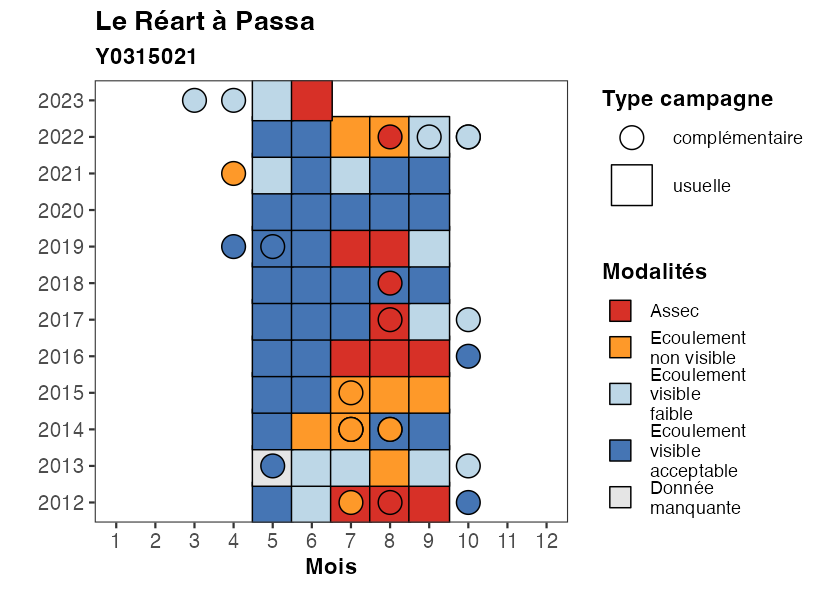 Le Réart à Passa
Y0315021
2023
2022
2021
2020
2019
2018
2017
2016
2015
2014
2013
2012
1 2 3 4 5 6 7 8 9 10 11 12
Mois
Type campagne
complémentaire
usuelle
Modalités
Assec
Ecoulement
non visible
Ecoulement
visible
faible
Ecoulement
visible
acceptable
Donnée
manquante